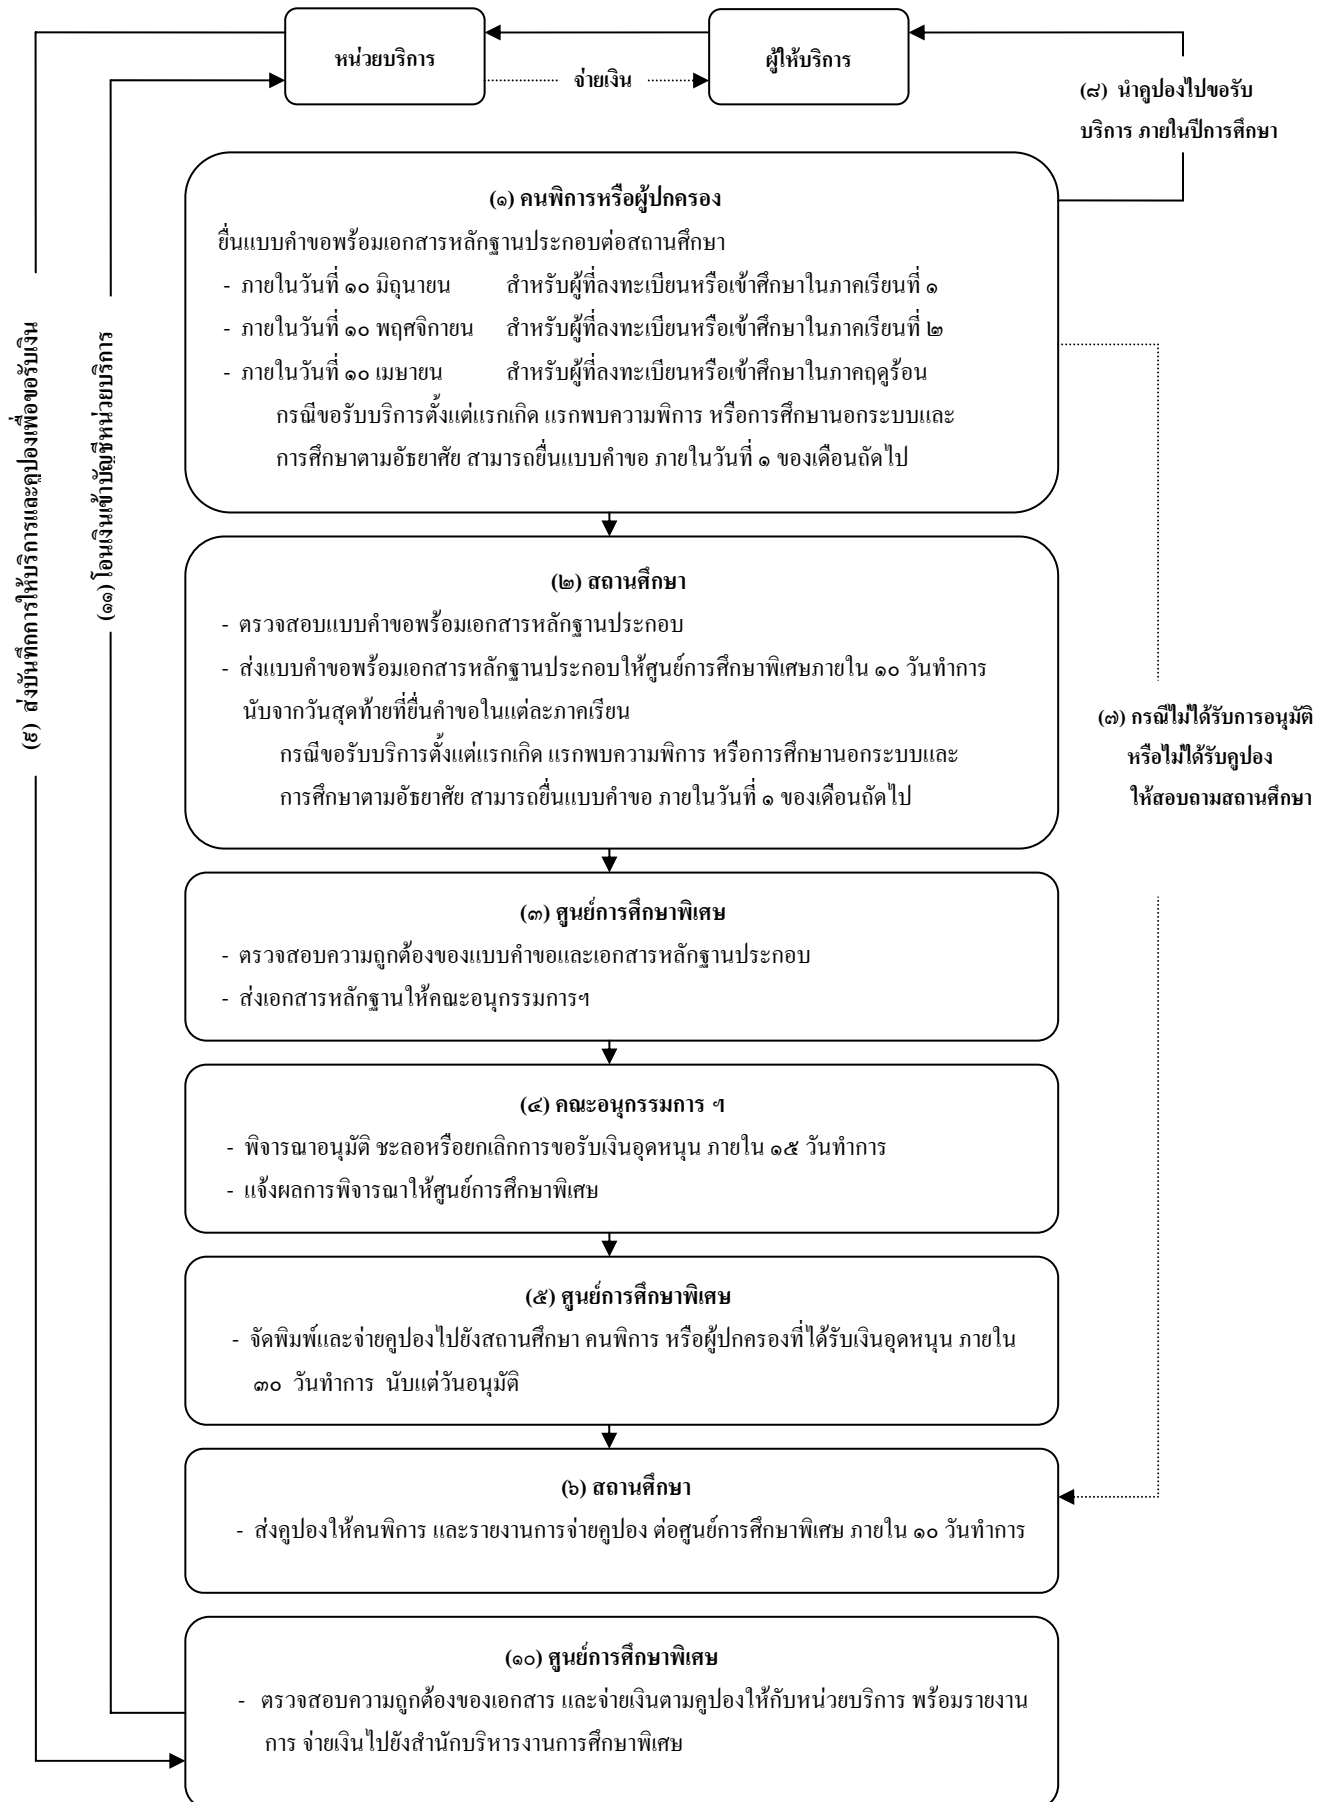 หน่วยบริการ
จ่ายเงิน
ผู้ให้บริการ
(๘) นำคูปองไปขอรับ
บริการ ภายในปีการศึกษา
(๑) คนพิการหรือผู้ปกครอง
ยื่นแบบคำขอพร้อมเอกสารหลักฐานประกอบต่อสถานศึกษา
- ภายในวันที่ ๑๐ มิถุนายน สำหรับผู้ที่ลงทะเบียนหรือเข้าศึกษาในภาคเรียนที่ ๑
- ภายในวันที่ ๑๐ พฤศจิกายน สำหรับผู้ที่ลงทะเบียนหรือเข้าศึกษาในภาคเรียนที่ ๒
- ภายในวันที่ ๑๐ เมษายน สำหรับผู้ที่ลงทะเบียนหรือเข้าศึกษาในภาคฤดูร้อน
กรณีขอรับบริการตั้งแต่แรกเกิด แรกพบความพิการ หรือการศึกษานอกระบบและ
การศึกษาตามอัธยาศัย สามารถยื่นแบบคำขอ ภายในวันที่ ๑ ของเดือนถัดไป
(๒) สถานศึกษา
- ตรวจสอบแบบคำขอพร้อมเอกสารหลักฐานประกอบ
- ส่งแบบคำขอพร้อมเอกสารหลักฐานประกอบให้ศูนย์การศึกษาพิเศษภายใน ๑๐ วันทำการ
นับจากวันสุดท้ายที่ยื่นคำขอในแต่ละภาคเรียน
กรณีขอรับบริการตั้งแต่แรกเกิด แรกพบความพิการ หรือการศึกษานอกระบบและ
การศึกษาตามอัธยาศัย สามารถยื่นแบบคำขอ ภายในวันที่ ๑ ของเดือนถัดไป
(๓) ศูนย์การศึกษาพิเศษ
- ตรวจสอบความถูกต้องของแบบคำขอและเอกสารหลักฐานประกอบ
- ส่งเอกสารหลักฐานให้คณะอนุกรรมการฯ
(๔) คณะอนุกรรมการ ฯ
- พิจารณาอนุมัติ ชะลอหรือยกเลิกการขอรับเงินอุดหนุน ภายใน ๑๕ วันทำการ
- แจ้งผลการพิจารณาให้ศูนย์การศึกษาพิเศษ
(๕) ศูนย์การศึกษาพิเศษ
- จัดพิมพ์และจ่ายคูปองไปยังสถานศึกษา คนพิการ หรือผู้ปกครองที่ได้รับเงินอุดหนุน ภายใน
๓๐ วันทำการ นับแต่วันอนุมัติ
(๖) สถานศึกษา
- ส่งคูปองให้คนพิการ และรายงานการจ่ายคูปอง ต่อศูนย์การศึกษาพิเศษ ภายใน ๑๐ วันทำการ
(๗) กรณีไม่ได้รับการอนุมัติ
หรือไม่ได้รับคูปอง
ให้สอบถามสถานศึกษา
(๙) ส่งบันทึกการให้บริการและคูปองเพื่อขอรับเงิน
(๑๐) ศูนย์การศึกษาพิเศษ
- ตรวจสอบความถูกต้องของเอกสาร และจ่ายเงินตามคูปองให้กับหน่วยบริการ พร้อมรายงาน
การ จ่ายเงินไปยังสำนักบริหารงานการศึกษาพิเศษ
(๑๑) โอนเงินเข้าบัญชีหน่วยบริการ